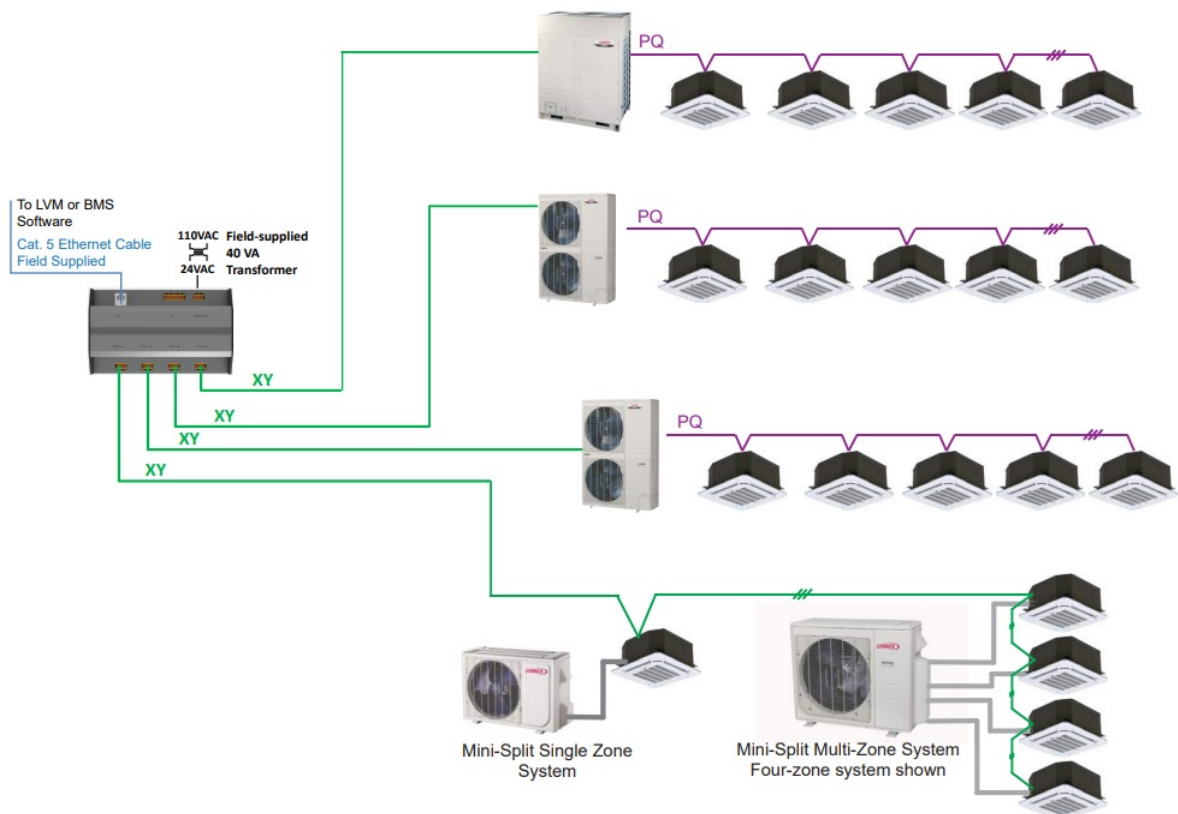 PQ
To LVM or BMS
Software
Cat. 5 Ethernet Cable
Field Supplied
110VAC Field-supplied
40 VA
24VAC Transformer
PQ
XY
XY
XY
XY
PQ
LENNOX
LENNOX
Mini-Split Single Zone
System
Mini-Split Multi-Zone System
Four-zone system shown